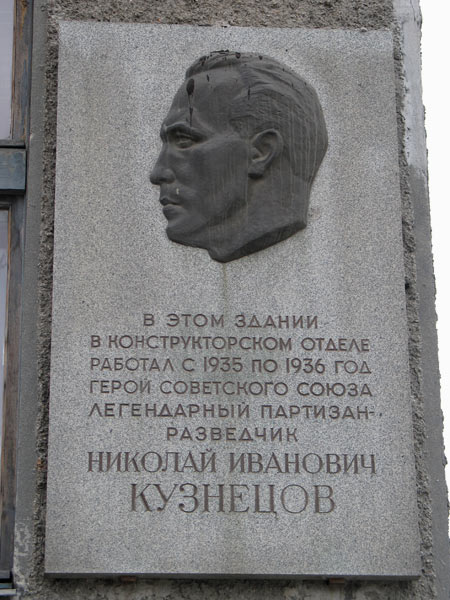 В ЭТОМ ЗДАНИИ
В КОНСТРУКТОРСКОМ ОТДЕЛЕ
РАБОТАЛ С 1935 ПО 1936 ГОД
ГЕРОЙ СОВЕТСКОГО СОЮЗА
ЛЕГЕНДАРНЫЙ ПАРТИЗАН-
РАЗВЕДЧИК
НИКОЛАЙ ИВАНОВИЧ
КУЗНЕЦОВ